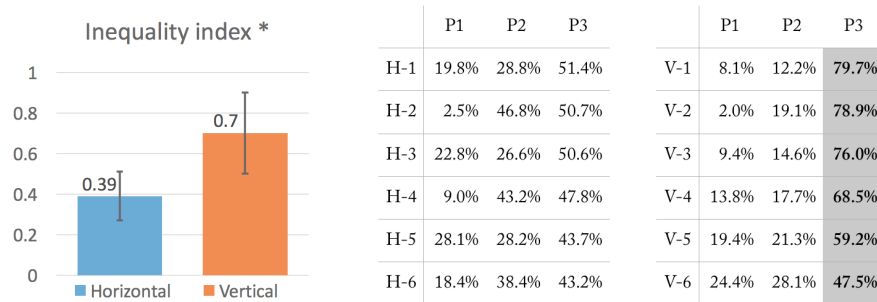 Inequality index *
1
0.8
0.6
0.4
0.2
0
0.39
0.7
Horizontal Vertical
P1 P2 P3
H-1 19.8% 28.8% 51.4%
H-2 2.5% 46.8% 50.7%
H-3 22.8% 26.6% 50.6%
H-4 9.0% 43.2% 47.8%
H-5 28.1% 28.2% 43.7%
H-6 18.4% 38.4% 43.2%
P1 P2 P3
V-1 8.1% 12.2% 79.7%
V-2 2.0% 19.1% 78.9%
V-3 9.4% 14.6% 76.0%
V-4 13.8% 17.7% 68.5%
V-5 19.4% 21.3% 59.2%
V-6 24.4% 28.1% 47.5%